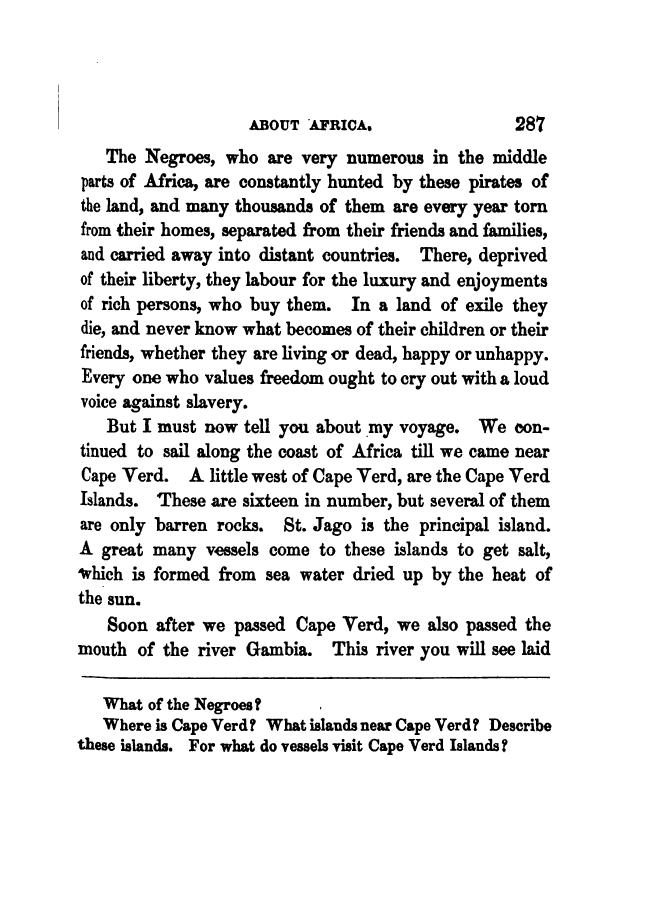 ABOUT AFRICA. 287
The Negroes, who are very numerous in the middle
parts of Africa, are constantly hunted by these pirates of
the land, and many thousands of them are every year torn
from their homes, separated from their friends and families,
and carried away into distant countries. There, deprived
of their liberty, they labour for the luxury and enjoyments
of rich persons, who buy them. In a land of exile they
die, and never know what becomes of their children or their
friends, whether they are living or dead, happy or unhappy.
Every one who values freedom ought to cry out with a loud
voice against slavery.
But I must now tell you about my voyage. We con-
tinued to sail along the coast of Africa till we came near
Cape Verd. A little west of Cape Verd, are the Cape Verd
Islands. These are sixteen in number, but several of them
are only barren rocks. St. Jago is the principal island.
A great many vessels come to these islands to get salt,
which is formed from sea water dried up by the heat of
the sun.
Soon after we passed Cape Verd, we also passed the
mouth of the river Gambia. This river you will see laid
What of the Negroes?
Where is Cape Verd? What islands near Cape Verd? Describe
these islands. For what do vessels visit Cape Verd Islands?